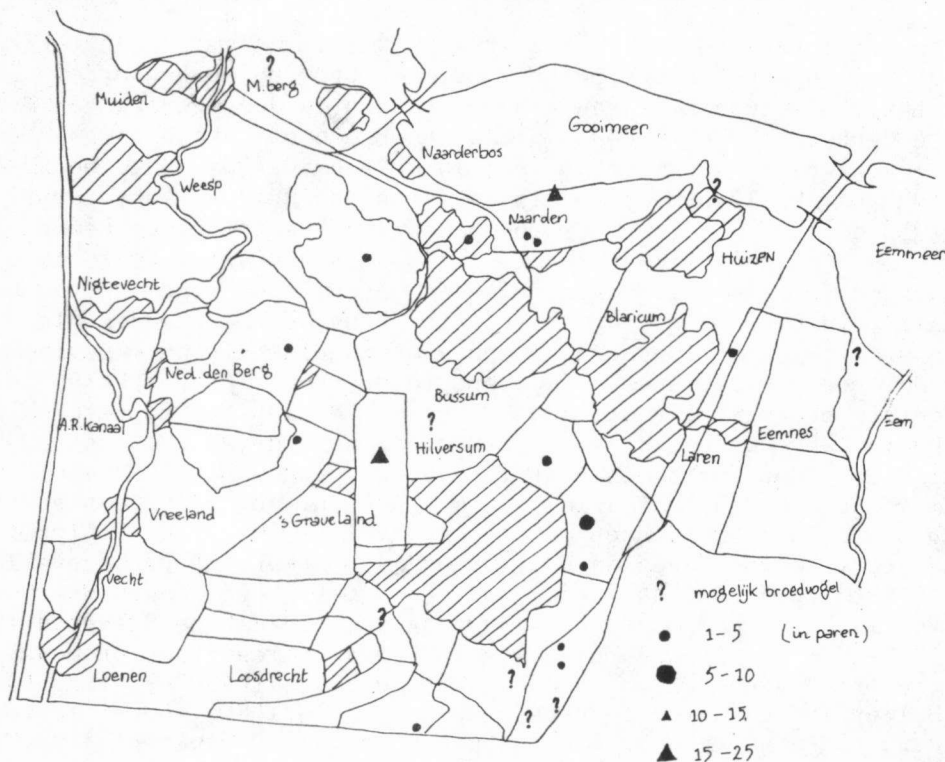 ?
M.berg
Muiden
Gooimeer
Naarderbos
Weesp
?
Naarden
Huizen
Eemmeer
Nigtevecht
Blaricum
Ned. den Berg
?
Bussum
?
A.R. Kanaal
Hilversum
Eem
Eemnes
Laren
Vreeland
's Graveland
Vecht
? mogelijk broedvogel
?
1-5 (in paren)
Loenen
Loosdrecht
?
5-10
? ?
10-15
15-25